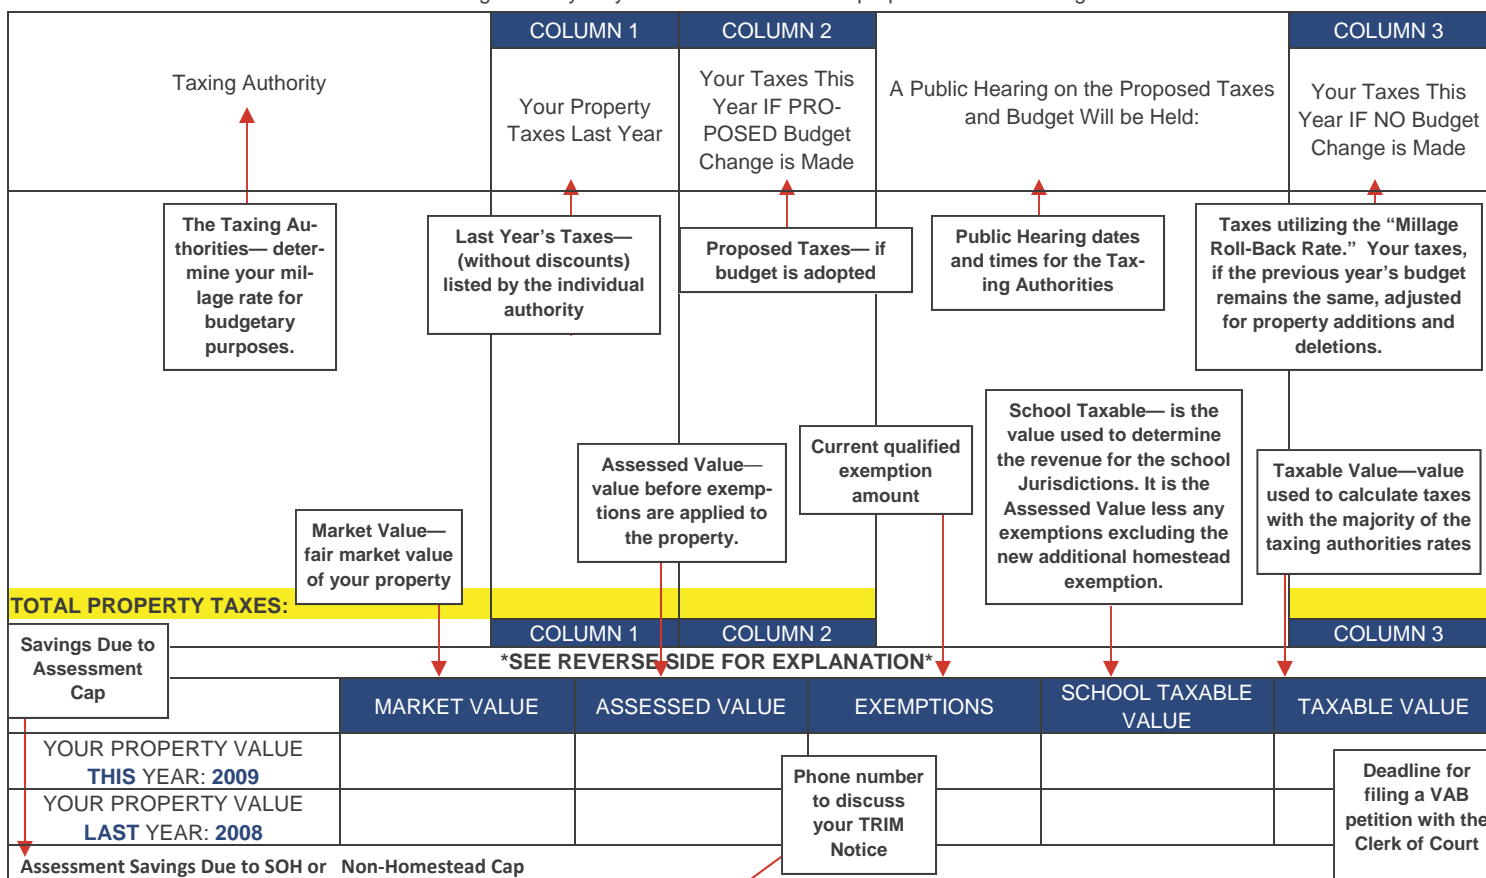 COLUMN 1
COLUMN 2
COLUMN 3
Taxing Authority
Your Property
Taxes Last Year
Your Taxes This
Year IF PRO-
POSED Budget
Change is Made
A Public Hearing on the Proposed Taxes
and Budget Will be Held:
Your Taxes This
Year IF NO Budget
Change is Made
The Taxing Au-
thorities— deter-
mine your mil-
lage rate for
budgetary
purposes.
Last Year's Taxes—
(without discounts)
listed by the individual
authority
Proposed Taxes— if
budget is adopted
Public Hearing dates
and times for the Tax-
ing Authorities
Taxes utilizing the “Millage
Roll-Back Rate.” Your taxes,
if the previous year’s budget
remains the same, adjusted
for property additions and
deletions.
Market Value—
fair market value
of your property
Assessed Value—
value before exemp-
tions are applied to
the property.
Current qualified
exemption
amount
School Taxable— is the
value used to determine
the revenue for the school
Jurisdictions. It is the
Assessed Value less any
exemptions excluding the
new additional homestead
exemption.
Taxable Value—value
used to calculate taxes
with the majority of the
taxing authorities rates
TOTAL PROPERTY TAXES:
COLUMN 1
COLUMN 2
COLUMN 3
Savings Due to
Assessment
Cap
*SEE REVERSE SIDE FOR EXPLANATION*
MARKET VALUE
ASSESSED VALUE
EXEMPTIONS
SCHOOL TAXABLE
VALUE
TAXABLE VALUE
YOUR PROPERTY VALUE
THIS YEAR: 2009
YOUR PROPERTY VALUE
LAST YEAR: 2008
Phone number
to discuss
your TRIM
Notice
Deadline for
filing a VAB
petition with the
Clerk of Court
Assessment Savings Due to SOH or Non-Homestead Cap